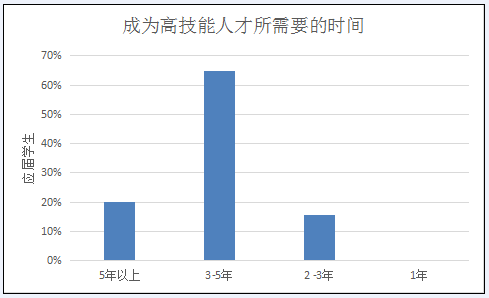 成为高技能人才所需要的时间
70%
60%
50%
40%
30%
20%
10%
0%
应届学生
5年以上
3-5年
2 -3年
1年